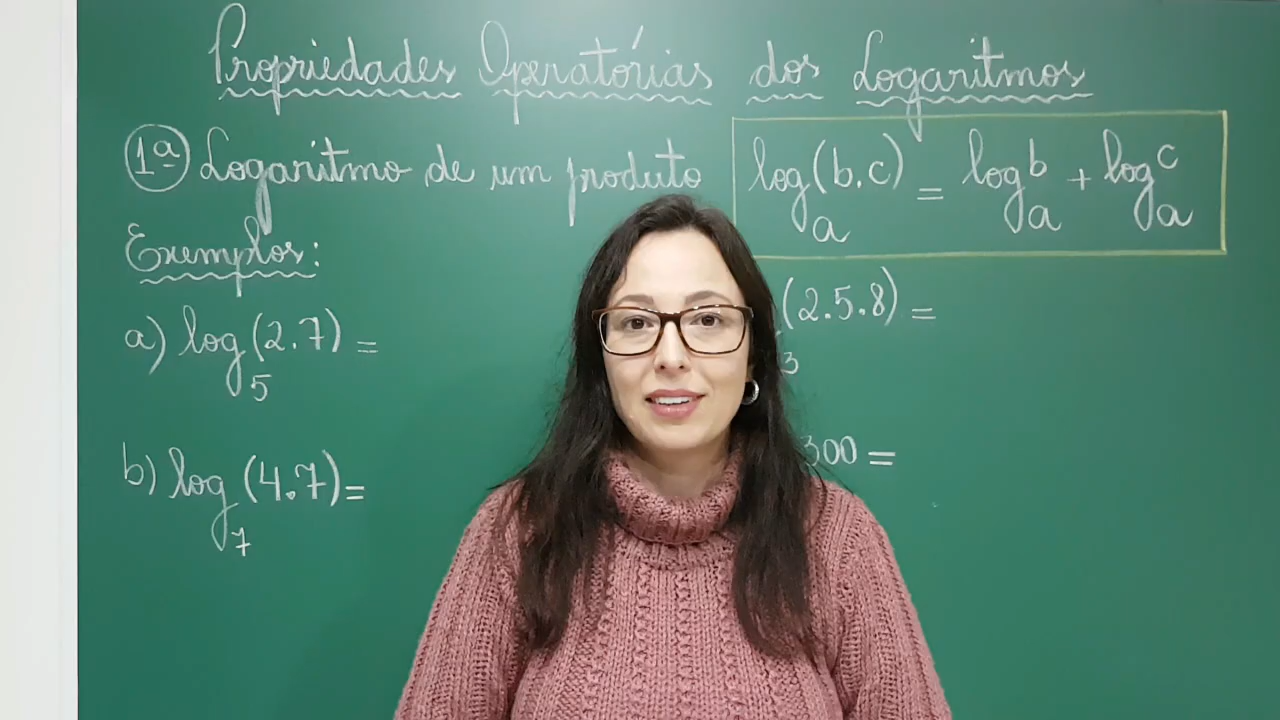 Propriedades Operatórias dos Logaritmos
1ª Logaritmo de um produto
log_a (b.c) = log_a^b + log_a^c
Exemplos:
a) log_5 (2.7) =
(2.5.8) =
3
b) log_7 (4.7) =
300 =